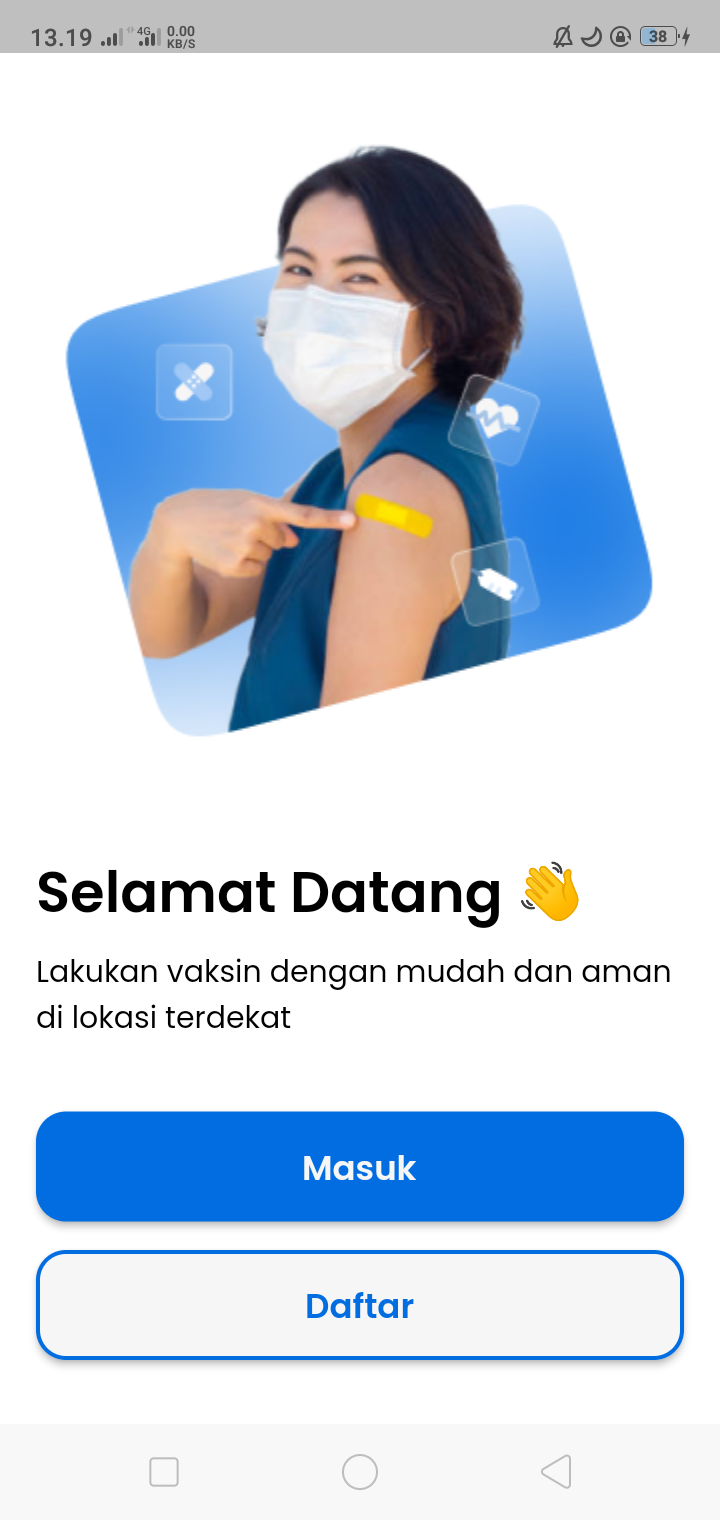 13.19 4G 0.00 KB/S 38
Selamat Datang 👋
Lakukan vaksin dengan mudah dan aman
di lokasi terdekat
Masuk
Daftar